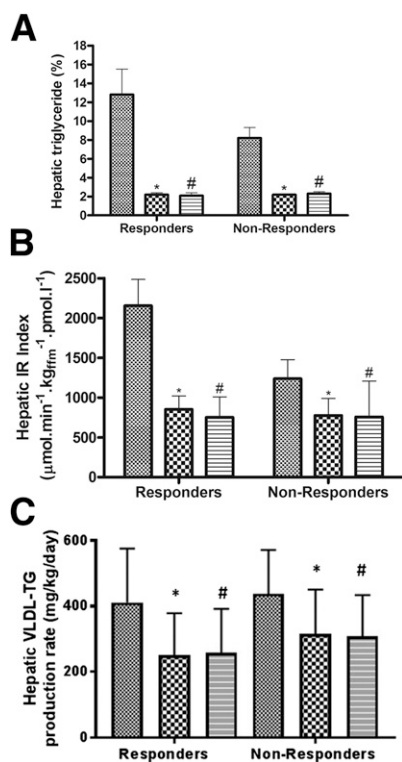 A
Hepatic triglyceride (%)
18
16
14
12
10
8
6
4
2
0
*
#
*
#
Responders
Non-Responders
B
Hepatic IR Index
(μmol.min⁻¹.kgffm⁻¹.pmol.l⁻¹)
2500
2000
1500
1000
500
0
*
#
*
#
Responders
Non-Responders
C
Hepatic VLDL-TG
production rate (mg/kg/day)
600
400
200
0
*
#
*
#
Responders
Non-Responders